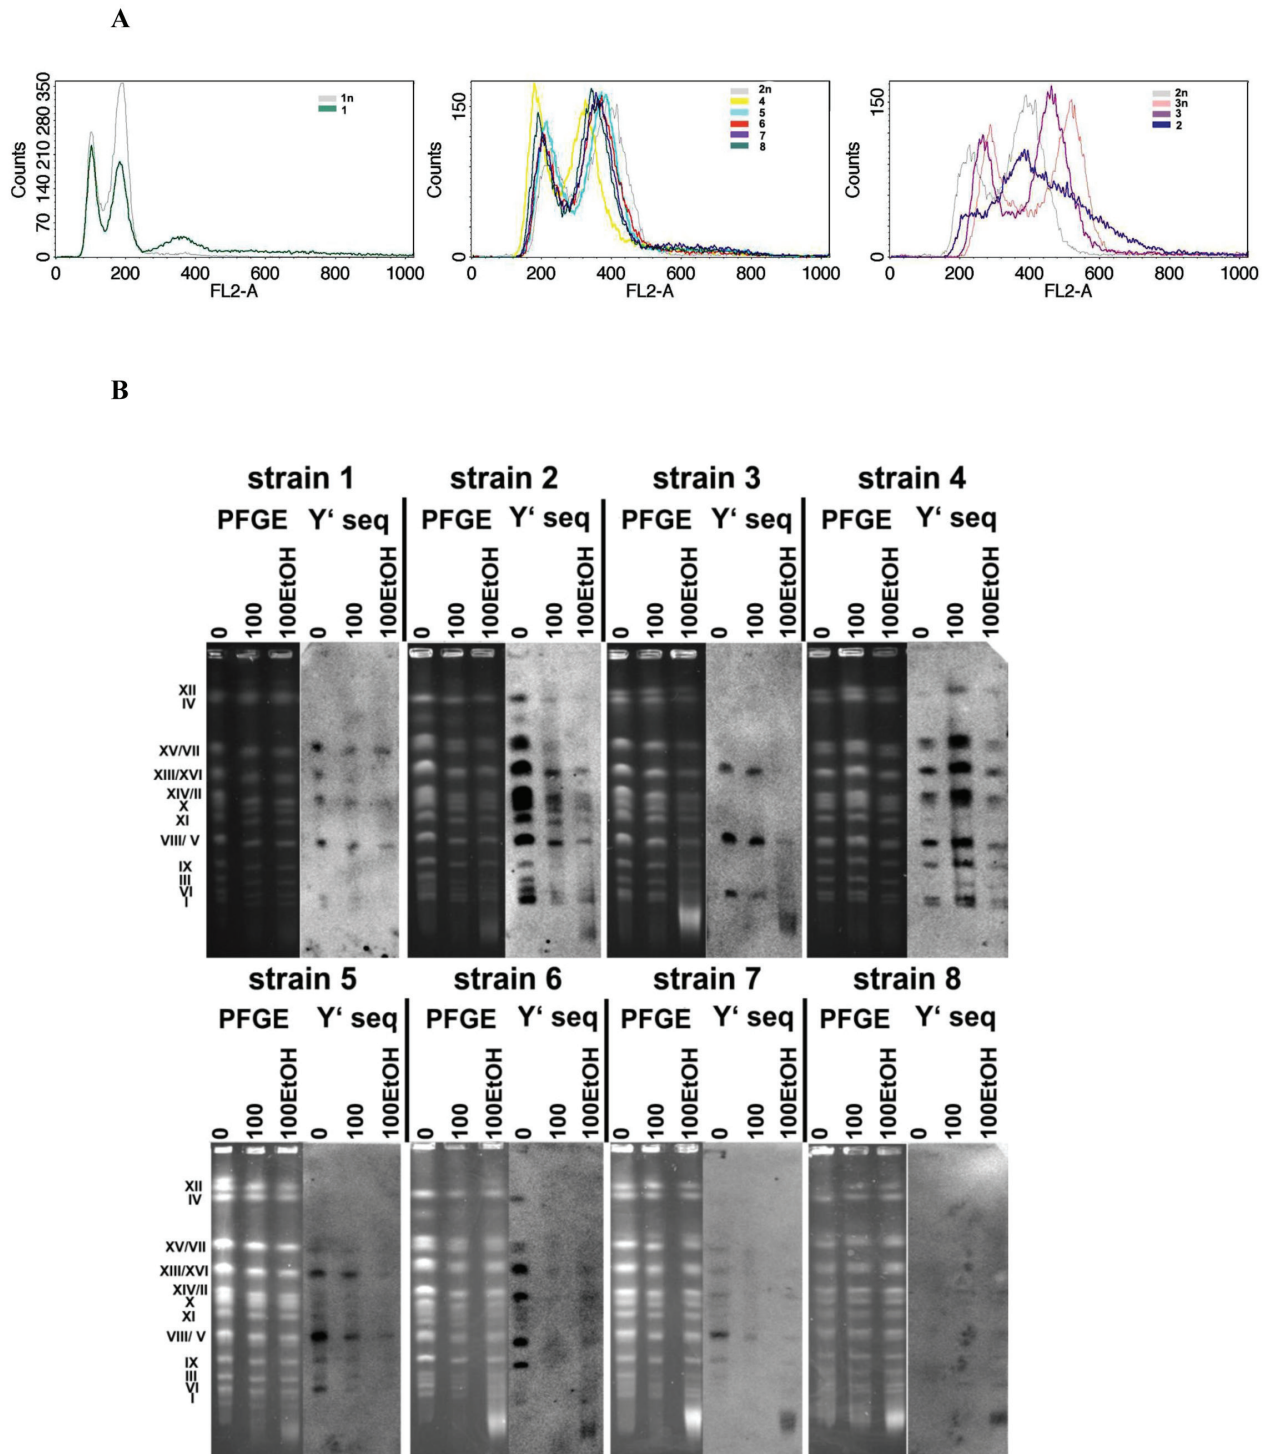 A
Counts
0 70 140 210 280 350
0 200 400 600 800 1000
FL2-A
1n
1
Counts
0 150
0 200 400 600 800 1000
FL2-A
2n
4
5
6
7
8
Counts
0 150
0 200 400 600 800 1000
FL2-A
2n
3n
3
2
B
strain 1 strain 2 strain 3 strain 4
PFGE Y‘ seq PFGE Y‘ seq PFGE Y‘ seq PFGE Y‘ seq
0 100 100EtOH 0 100 100EtOH 0 100 100EtOH 0 100 100EtOH 0 100 100EtOH 0 100 100EtOH 0 100 100EtOH 0 100 100EtOH
XII
IV
XV/VII
XIII/XVI
XIV/II
X
XI
VIII/ V
IX
III
VI
I
strain 5 strain 6 strain 7 strain 8
PFGE Y‘ seq PFGE Y‘ seq PFGE Y‘ seq PFGE Y‘ seq
0 100 100EtOH 0 100 100EtOH 0 100 100EtOH 0 100 100EtOH 0 100 100EtOH 0 100 100EtOH 0 100 100EtOH 0 100 100EtOH
XII
IV
XV/VII
XIII/XVI
XIV/II
X
XI
VIII/ V
IX
III
VI
I